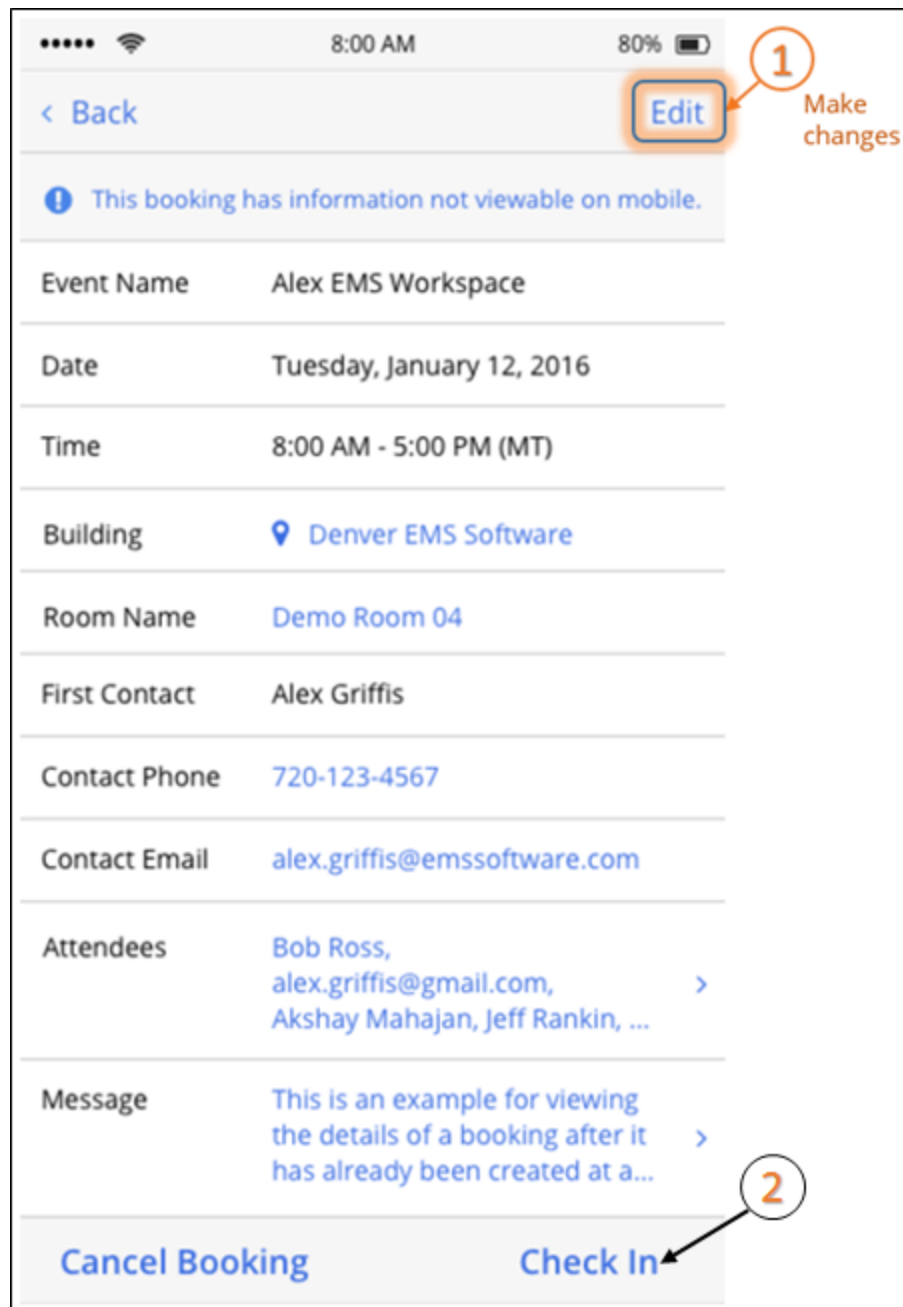 8:00 AM 80%
1
< Back Edit
Make
changes
This booking has information not viewable on mobile.
Event Name Alex EMS Workspace
Date Tuesday, January 12, 2016
Time 8:00 AM - 5:00 PM (MT)
Building Denver EMS Software
Room Name Demo Room 04
First Contact Alex Griffis
Contact Phone 720-123-4567
Contact Email alex.griffis@emssoftware.com
Attendees Bob Ross,
alex.griffis@gmail.com,
Akshay Mahajan, Jeff Rankin, ...
Message This is an example for viewing
the details of a booking after it
has already been created at a...
2
Cancel Booking Check In